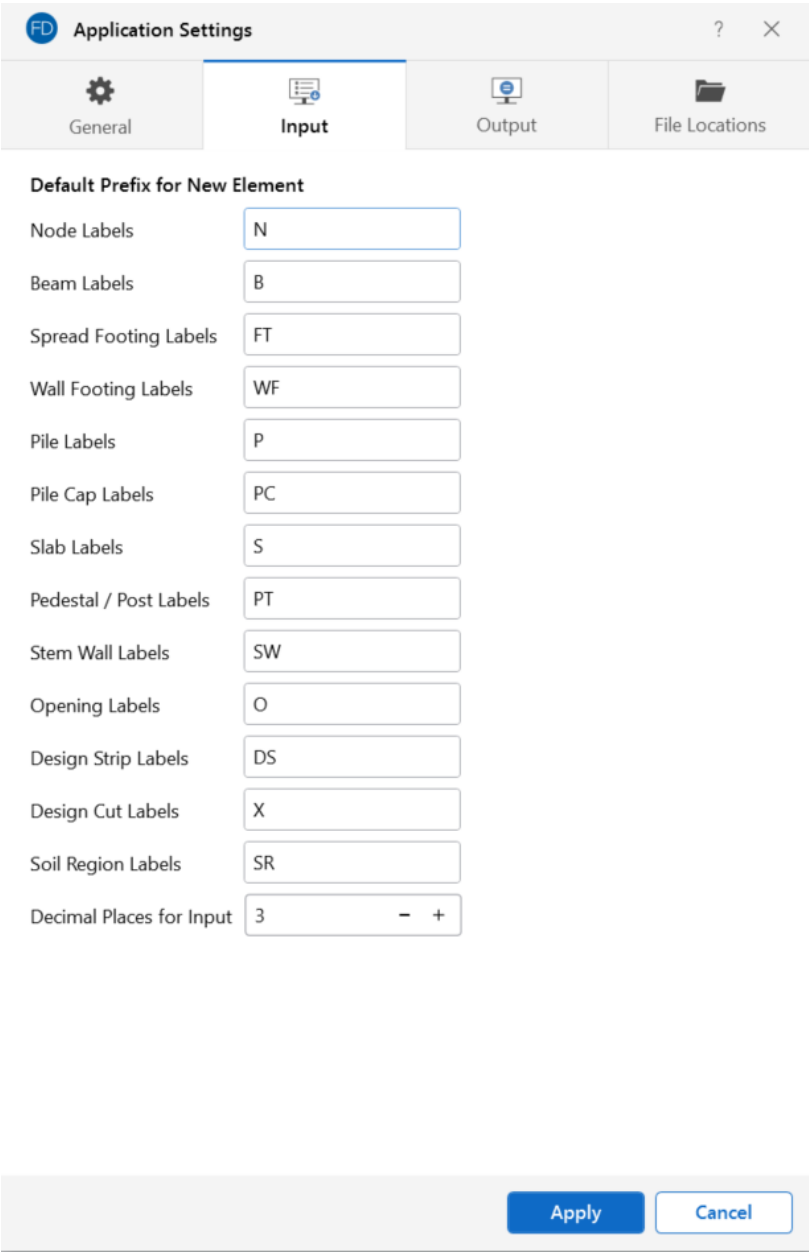 FD Application Settings ?
General Input Output File Locations
Default Prefix for New Element
Node Labels N
Beam Labels B
Spread Footing Labels FT
Wall Footing Labels WF
Pile Labels P
Pile Cap Labels PC
Slab Labels S
Pedestal / Post Labels PT
Stem Wall Labels SW
Opening Labels O
Design Strip Labels DS
Design Cut Labels X
Soil Region Labels SR
Decimal Places for Input 3 - +
Apply Cancel